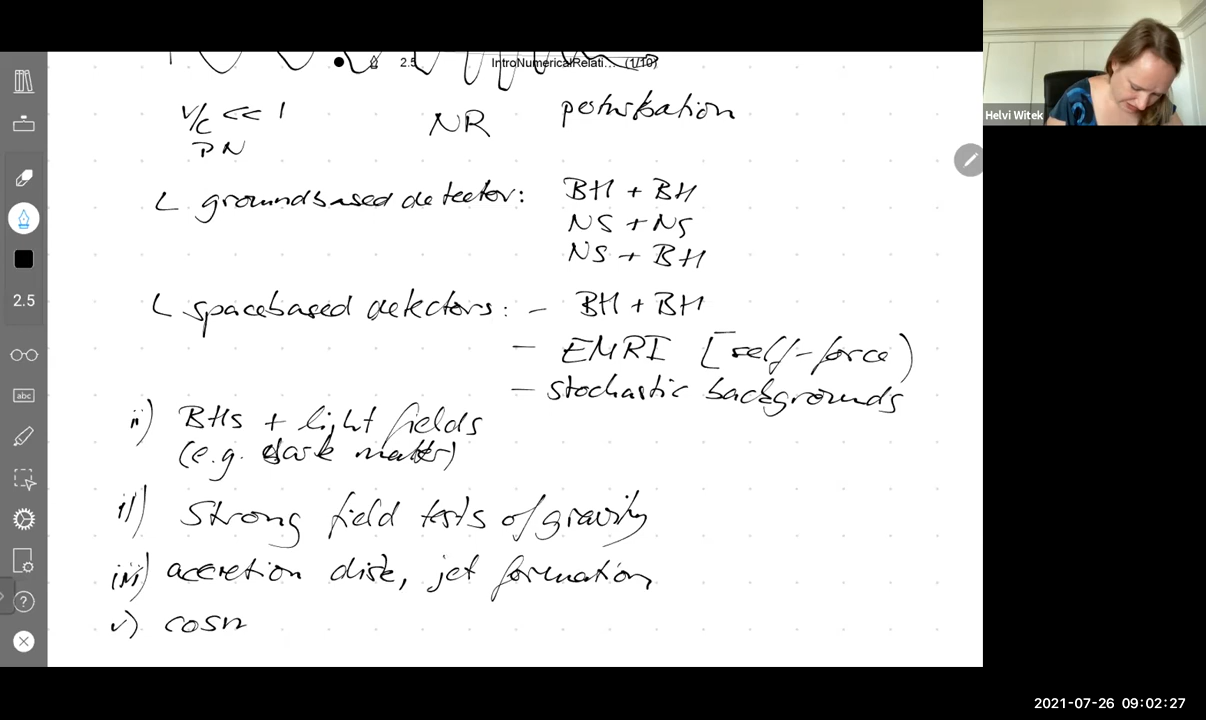 2.5 IntroNumericalRelati... (1/10)
v/c << 1 NR perturbation
PN
L groundbased detector: BH + BH
NS + NS
NS + BH
L spacebased detectors: - BH + BH
- EMRI [self-force)
- stochastic backgrounds
ii) BHs + light fields
(e.g. dark matter)
ii) Strong field tests of gravity
iii) accretion disk, jet formation
v) cosm
Helvi Witek
2.5
abc
?
2021-07-26 09:02:27